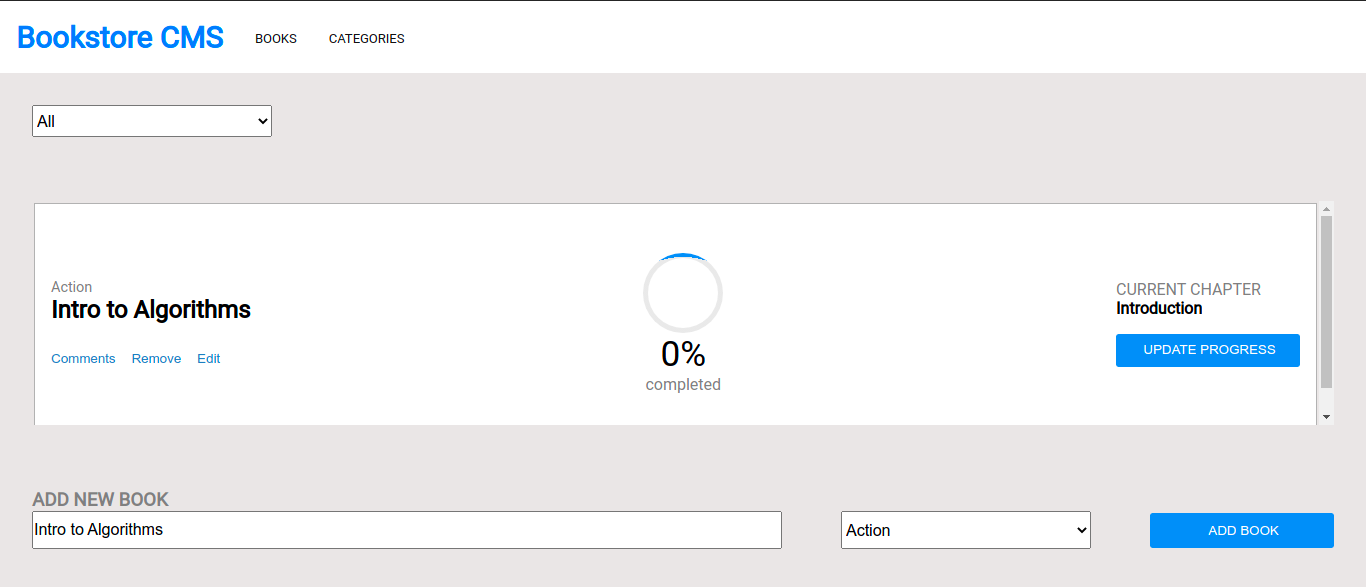 Bookstore CMS BOOKS CATEGORIES
All
Action
Intro to Algorithms
Comments Remove Edit
0%
completed
CURRENT CHAPTER
Introduction
UPDATE PROGRESS
ADD NEW BOOK
Intro to Algorithms Action ADD BOOK